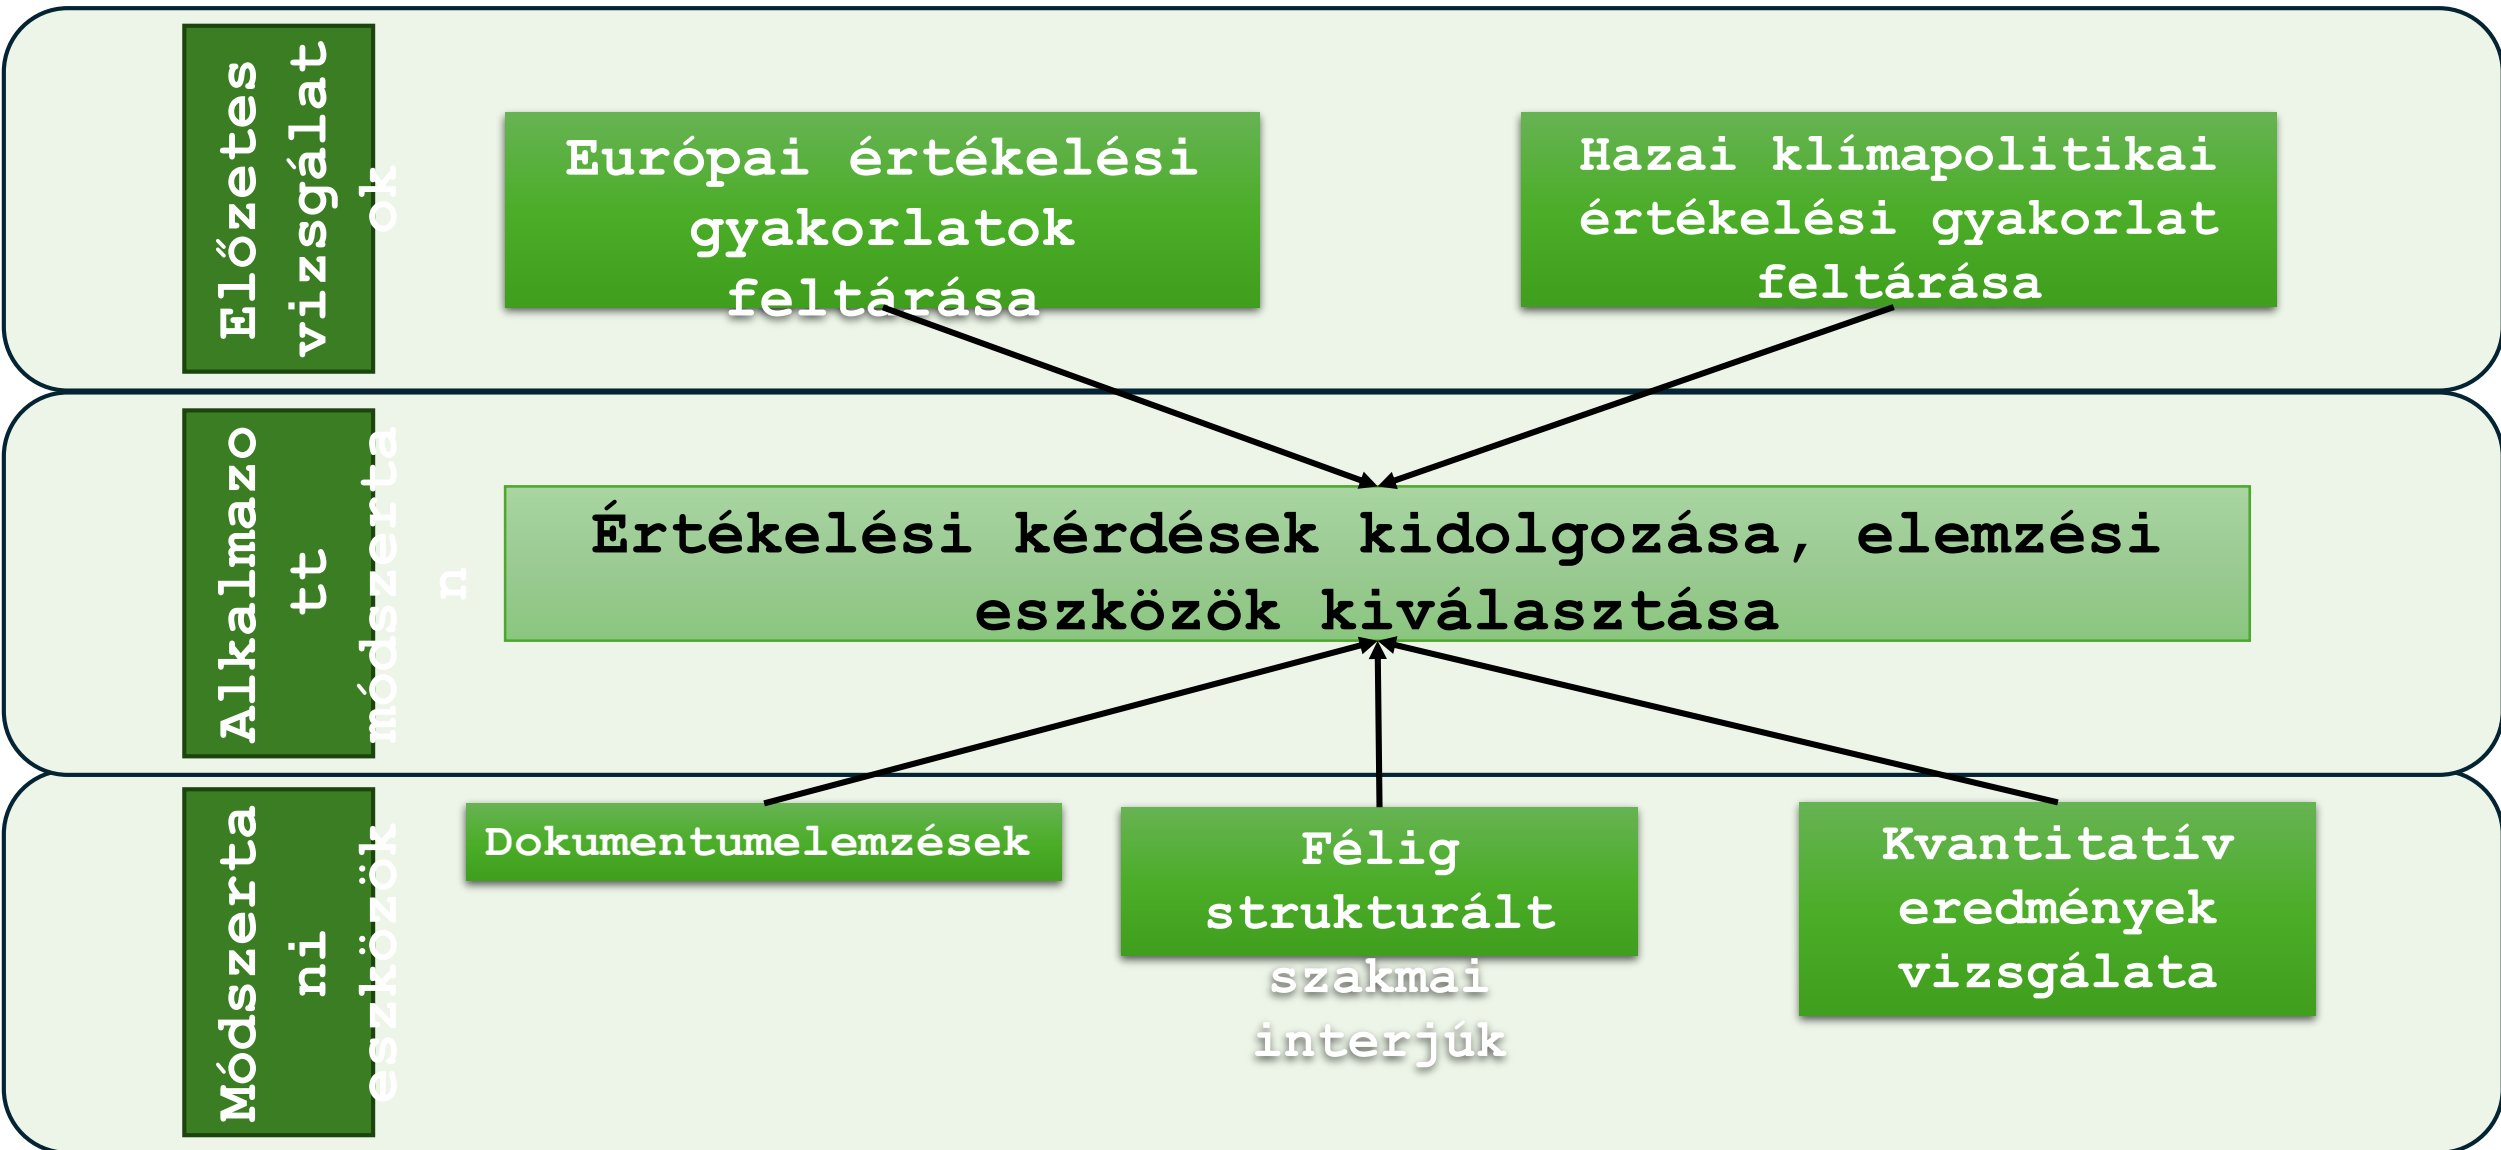 Előzetes
vizsgálat
ok
Európai értékelési
gyakorlatok
feltárása
Hazai klímapolitikai
értékelési gyakorlat
feltárása
Alkalmazo
tt
módszerta
n
Értékelési kérdések kidolgozása, elemzési
eszközök kiválasztása
Módszerta
ni
eszközök
Dokumentumelemzések
Félig
strukturált
szakmai
interjúk
Kvantitatív
eredmények
vizsgálata